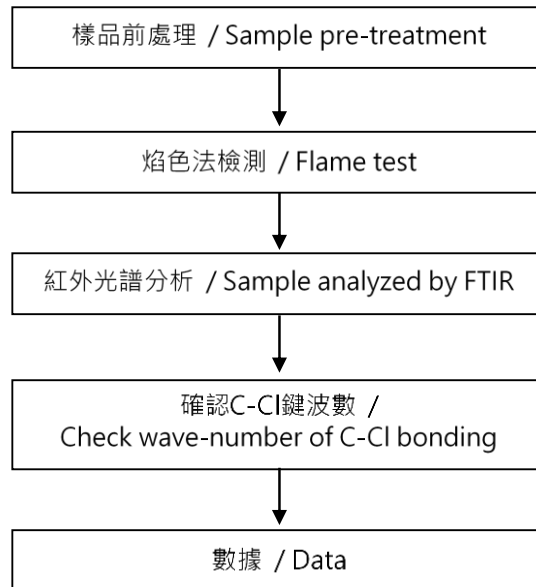 樣品前處理 / Sample pre-treatment
焰色法檢測 / Flame test
紅外光譜分析 / Sample analyzed by FTIR
確認C-Cl鍵波數 /
Check wave-number of C-Cl bonding
數據 / Data